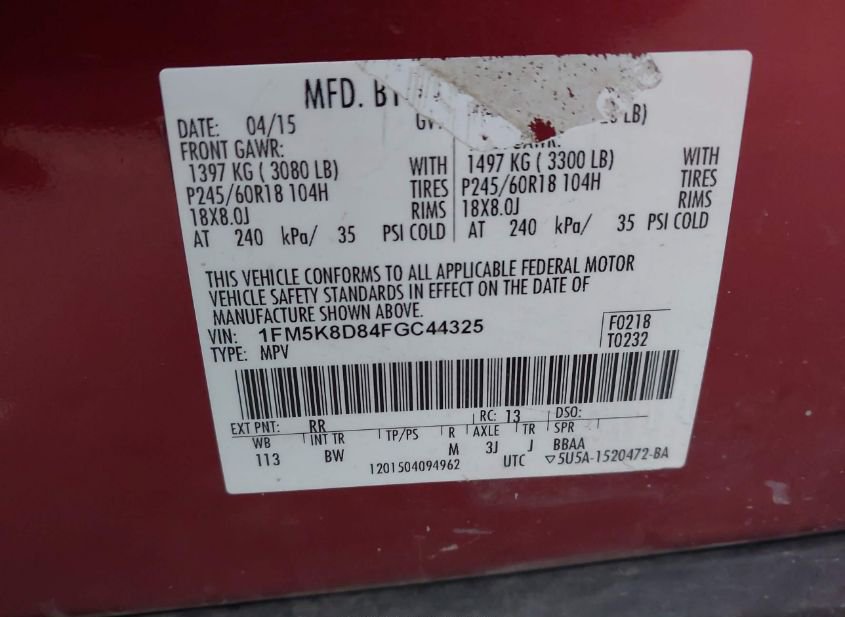 MFD. BY
DATE: 04/15 GV LB)
FRONT GAWR:
1397 KG ( 3080 LB) WITH 1497 KG ( 3300 LB) WITH
P245/60R18 104H TIRES P245/60R18 104H TIRES
18X8.0J RIMS 18X8.0J RIMS
AT 240 kPa/ 35 PSI COLD AT 240 kPa/ 35 PSI COLD
THIS VEHICLE CONFORMS TO ALL APPLICABLE FEDERAL MOTOR
VEHICLE SAFETY STANDARDS IN EFFECT ON THE DATE OF
MANUFACTURE SHOWN ABOVE.
VIN: 1FM5K8D84FGC44325 F0218
TYPE: MPV T0232
EXT PNT: RR RC: 13 DSO:
WB INT TR TP/PS R AXLE TR SPR
113 BW M 3J J BBAA
1201504094962 UTC ▽5U5A-1520472-BA